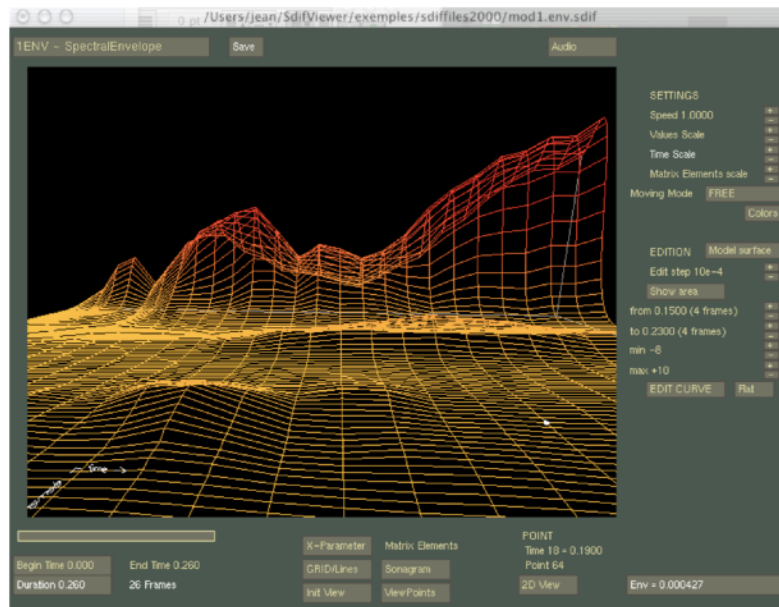 /Users/jean/SdifViewer/exemples/sdiffiles2000/mod1.env.sdif
1ENV - SpectralEnvelope
Save
Audio
SETTINGS
Speed 1.0000
Values Scale
Time Scale
Matrix Elements scale
Moving Mode
FREE
Colors
EDITION
Model surface
Edit step 10e-4
Show area
from 0.1500 (4 frames)
to 0.2300 (4 frames)
min -8
max +10
EDIT CURVE
Flat
Time
X-Parameter
Matrix Elements
POINT
Time 18 = 0.1900
Point 64
Begin Time 0.000
End Time 0.260
GRID/Lines
Sonagram
Duration 0.260
26 Frames
Init View
ViewPoints
2D View
Env = 0.000427